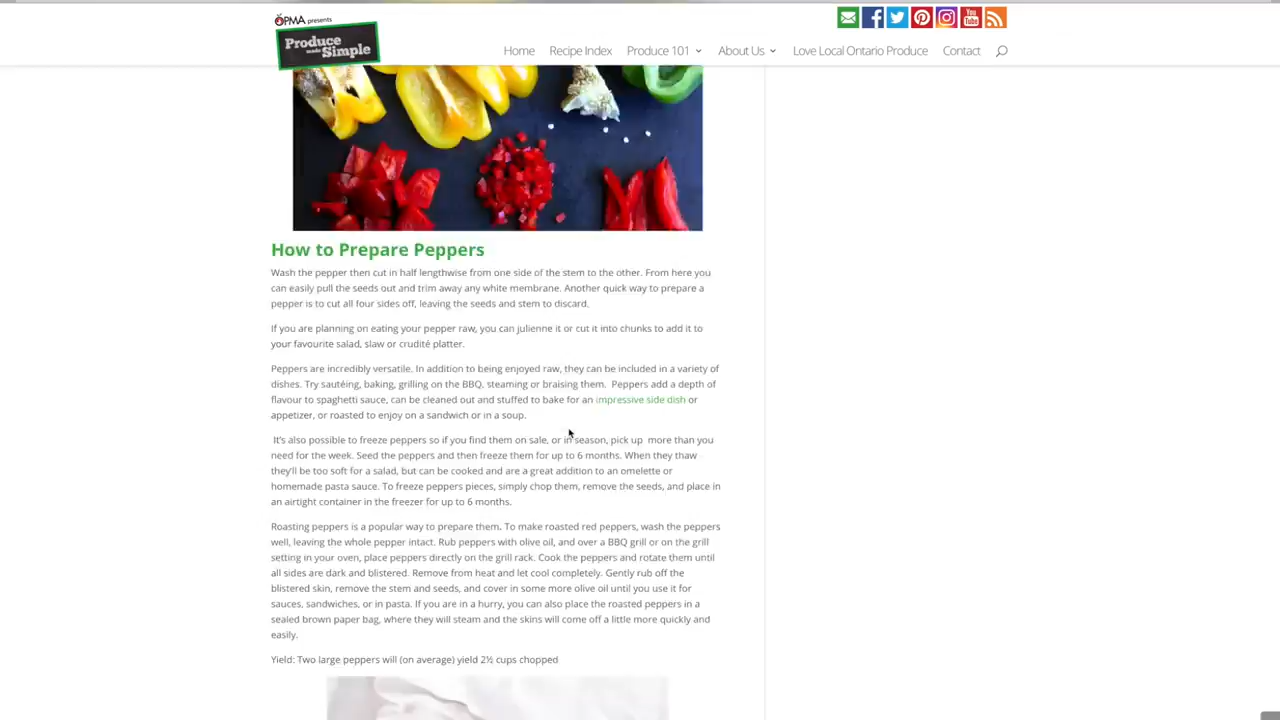 OPMA presents
Produce
made Simple
You
Tube
Home Recipe Index Produce 101 About Us Love Local Ontario Produce Contact
How to Prepare Peppers
Wash the pepper then cut in half lengthwise from one side of the stem to the other. From here you
can easily pull the seeds out and trim away any white membrane. Another quick way to prepare a
pepper is to cut all four sides off, leaving the seeds and stem to discard.
If you are planning on eating your pepper raw, you can julienne it or cut it into chunks to add it to
your favourite salad, slaw or crudité platter.
Peppers are incredibly versatile. In addition to being enjoyed raw, they can be included in a variety of
dishes. Try sautéing, baking, grilling on the BBQ, steaming or braising them. Peppers add a depth of
flavour to spaghetti sauce, can be cleaned out and stuffed to bake for an impressive side dish or
appetizer, or roasted to enjoy on a sandwich or in a soup.
It's also possible to freeze peppers so if you find them on sale, or in season, pick up more than you
need for the week. Seed the peppers and then freeze them for up to 6 months. When they thaw
they'll be too soft for a salad, but can be cooked and are a great addition to an omelette or
homemade pasta sauce. To freeze peppers pieces, simply chop them, remove the seeds, and place in
an airtight container in the freezer for up to 6 months.
Roasting peppers is a popular way to prepare them. To make roasted red peppers, wash the peppers
well, leaving the whole pepper intact. Rub peppers with olive oil, and over a BBQ grill or on the grill
setting in your oven, place peppers directly on the grill rack. Cook the peppers and rotate them until
all sides are dark and blistered. Remove from heat and let cool completely. Gently rub off the
blistered skin, remove the stem and seeds, and cover in some more olive oil until you use it for
sauces, sandwiches, or in pasta. If you are in a hurry, you can also place the roasted peppers in a
sealed brown paper bag, where they will steam and the skins will come off a little more quickly and
easily.
Yield: Two large peppers will (on average) yield 2½ cups chopped